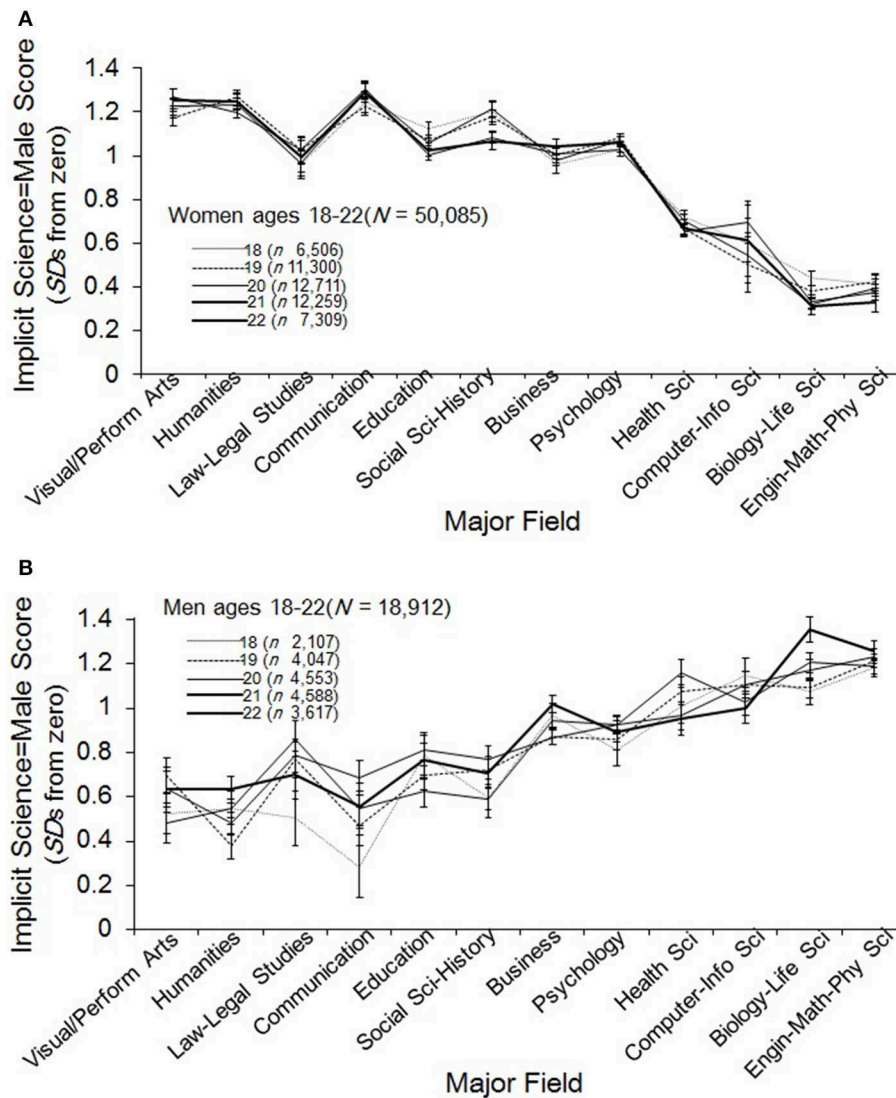 A
Implicit Science=Male Score
(SDs from zero)
1.4
1.2
1
0.8
0.6
0.4
0.2
0
Women ages 18-22(N = 50,085)
18 (n 6,506)
19 (n 11,300)
20 (n 12,711)
21 (n 12,259)
22 (n 7,309)
Visual/Perform Arts
Humanities
Law-Legal Studies
Communication
Education
Social Sci-History
Business
Psychology
Health Sci
Computer-Info Sci
Biology-Life Sci
Engin-Math-Phy Sci
Major Field
B
Implicit Science=Male Score
(SDs from zero)
1.4
1.2
1
0.8
0.6
0.4
0.2
0
Men ages 18-22(N = 18,912)
18 (n 2,107)
19 (n 4,047)
20 (n 4,553)
21 (n 4,588)
22 (n 3,617)
Visual/Perform Arts
Humanities
Law-Legal Studies
Communication
Education
Social Sci-History
Business
Psychology
Health Sci
Computer-Info Sci
Biology-Life Sci
Engin-Math-Phy Sci
Major Field